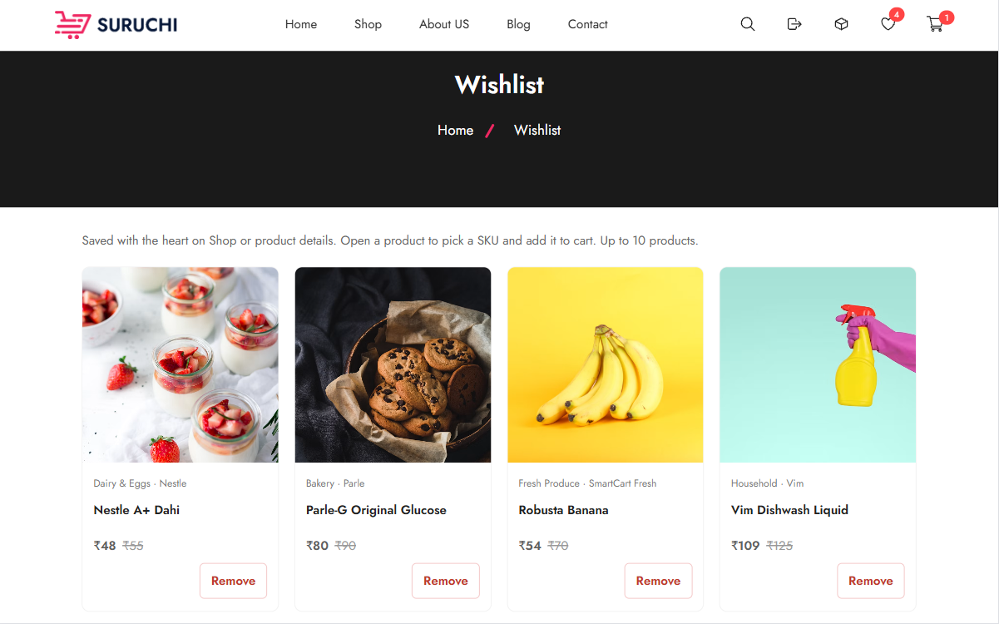 SURUCHI
Home Shop About US Blog Contact
4
1
Wishlist
Home / Wishlist
Saved with the heart on Shop or product details. Open a product to pick a SKU and add it to cart. Up to 10 products.
Dairy & Eggs · Nestle
Nestle A+ Dahi
₹48 ₹55
Remove
Bakery · Parle
Parle-G Original Glucose
₹80 ₹90
Remove
Fresh Produce · SmartCart Fresh
Robusta Banana
₹54 ₹70
Remove
Household · Vim
Vim Dishwash Liquid
₹109 ₹125
Remove